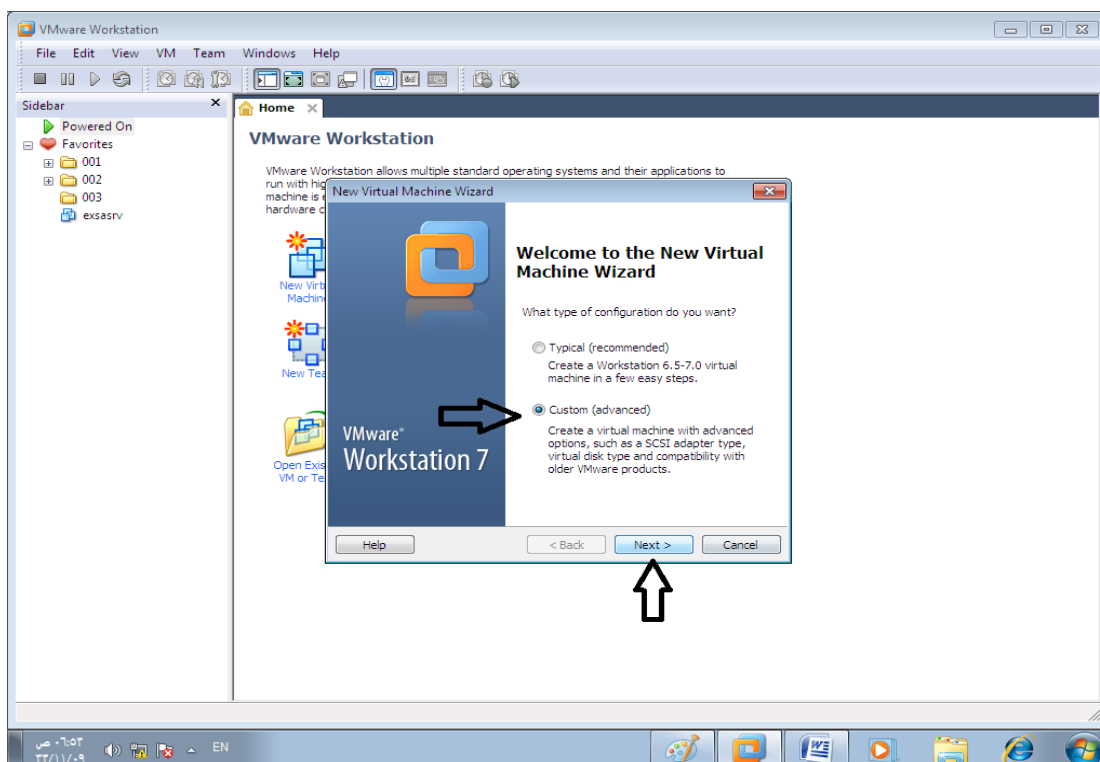 VMware Workstation
File Edit View VM Team Windows Help
Sidebar
Powered On
Favorites
001
002
003
exsasrv
Home
VMware Workstation
VMware Workstation allows multiple standard operating systems and their applications to
run with hig
machine is e
hardware c
New Virt
Machin
New Tea
Open Exis
VM or Te
New Virtual Machine Wizard
VMware®
Workstation 7
Welcome to the New Virtual
Machine Wizard
What type of configuration do you want?
Typical (recommended)
Create a Workstation 6.5-7.0 virtual
machine in a few easy steps.
Custom (advanced)
Create a virtual machine with advanced
options, such as a SCSI adapter type,
virtual disk type and compatibility with
older VMware products.
Help < Back Next > Cancel
٠٦:٥٣ ص
٣٣/١١/٠٩
EN